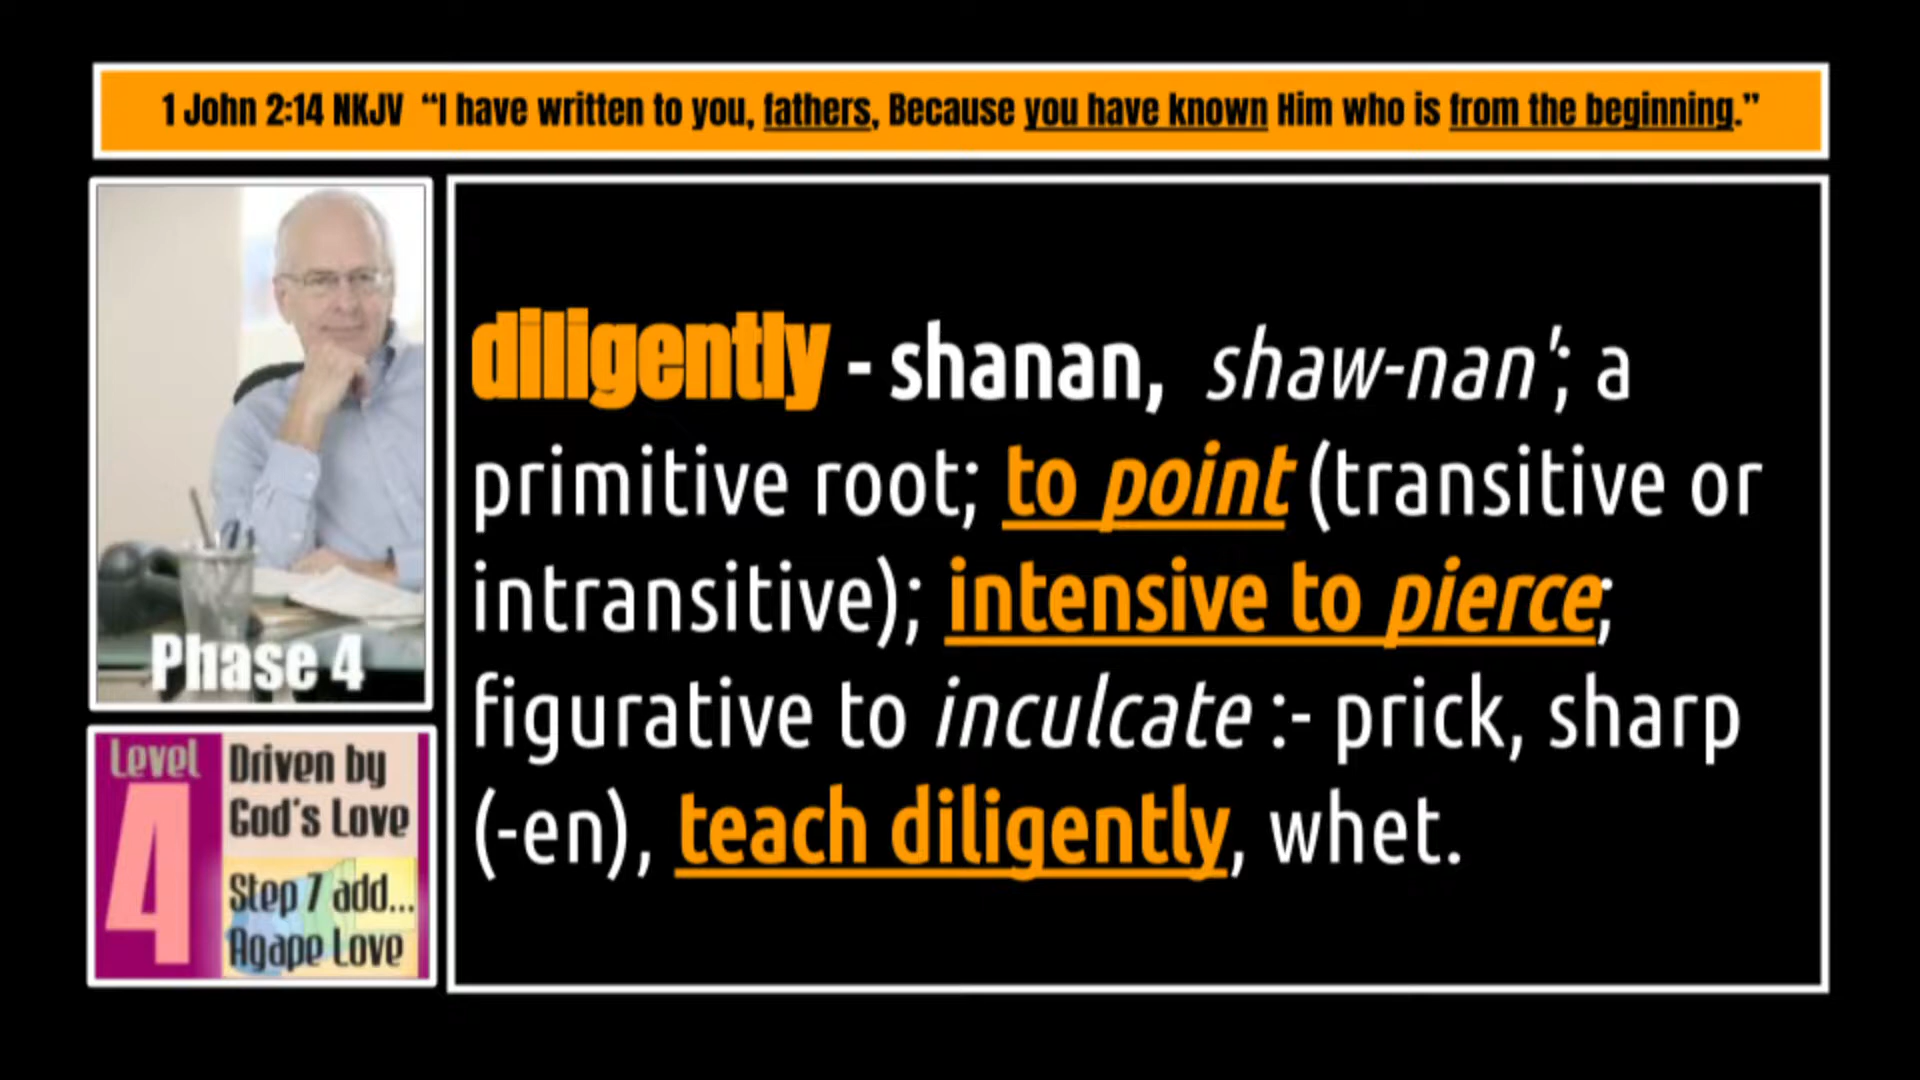 1 John 2:14 NKJV “I have written to you, fathers, Because you have known Him who is from the beginning.”
Phase 4
Level
4
Driven by
God's Love
Step 7 add...
Agape Love
diligently - shanan, shaw-nan'; a
primitive root; to point (transitive or
intransitive); intensive to pierce;
figurative to inculcate :- prick, sharp
(-en), teach diligently, whet.